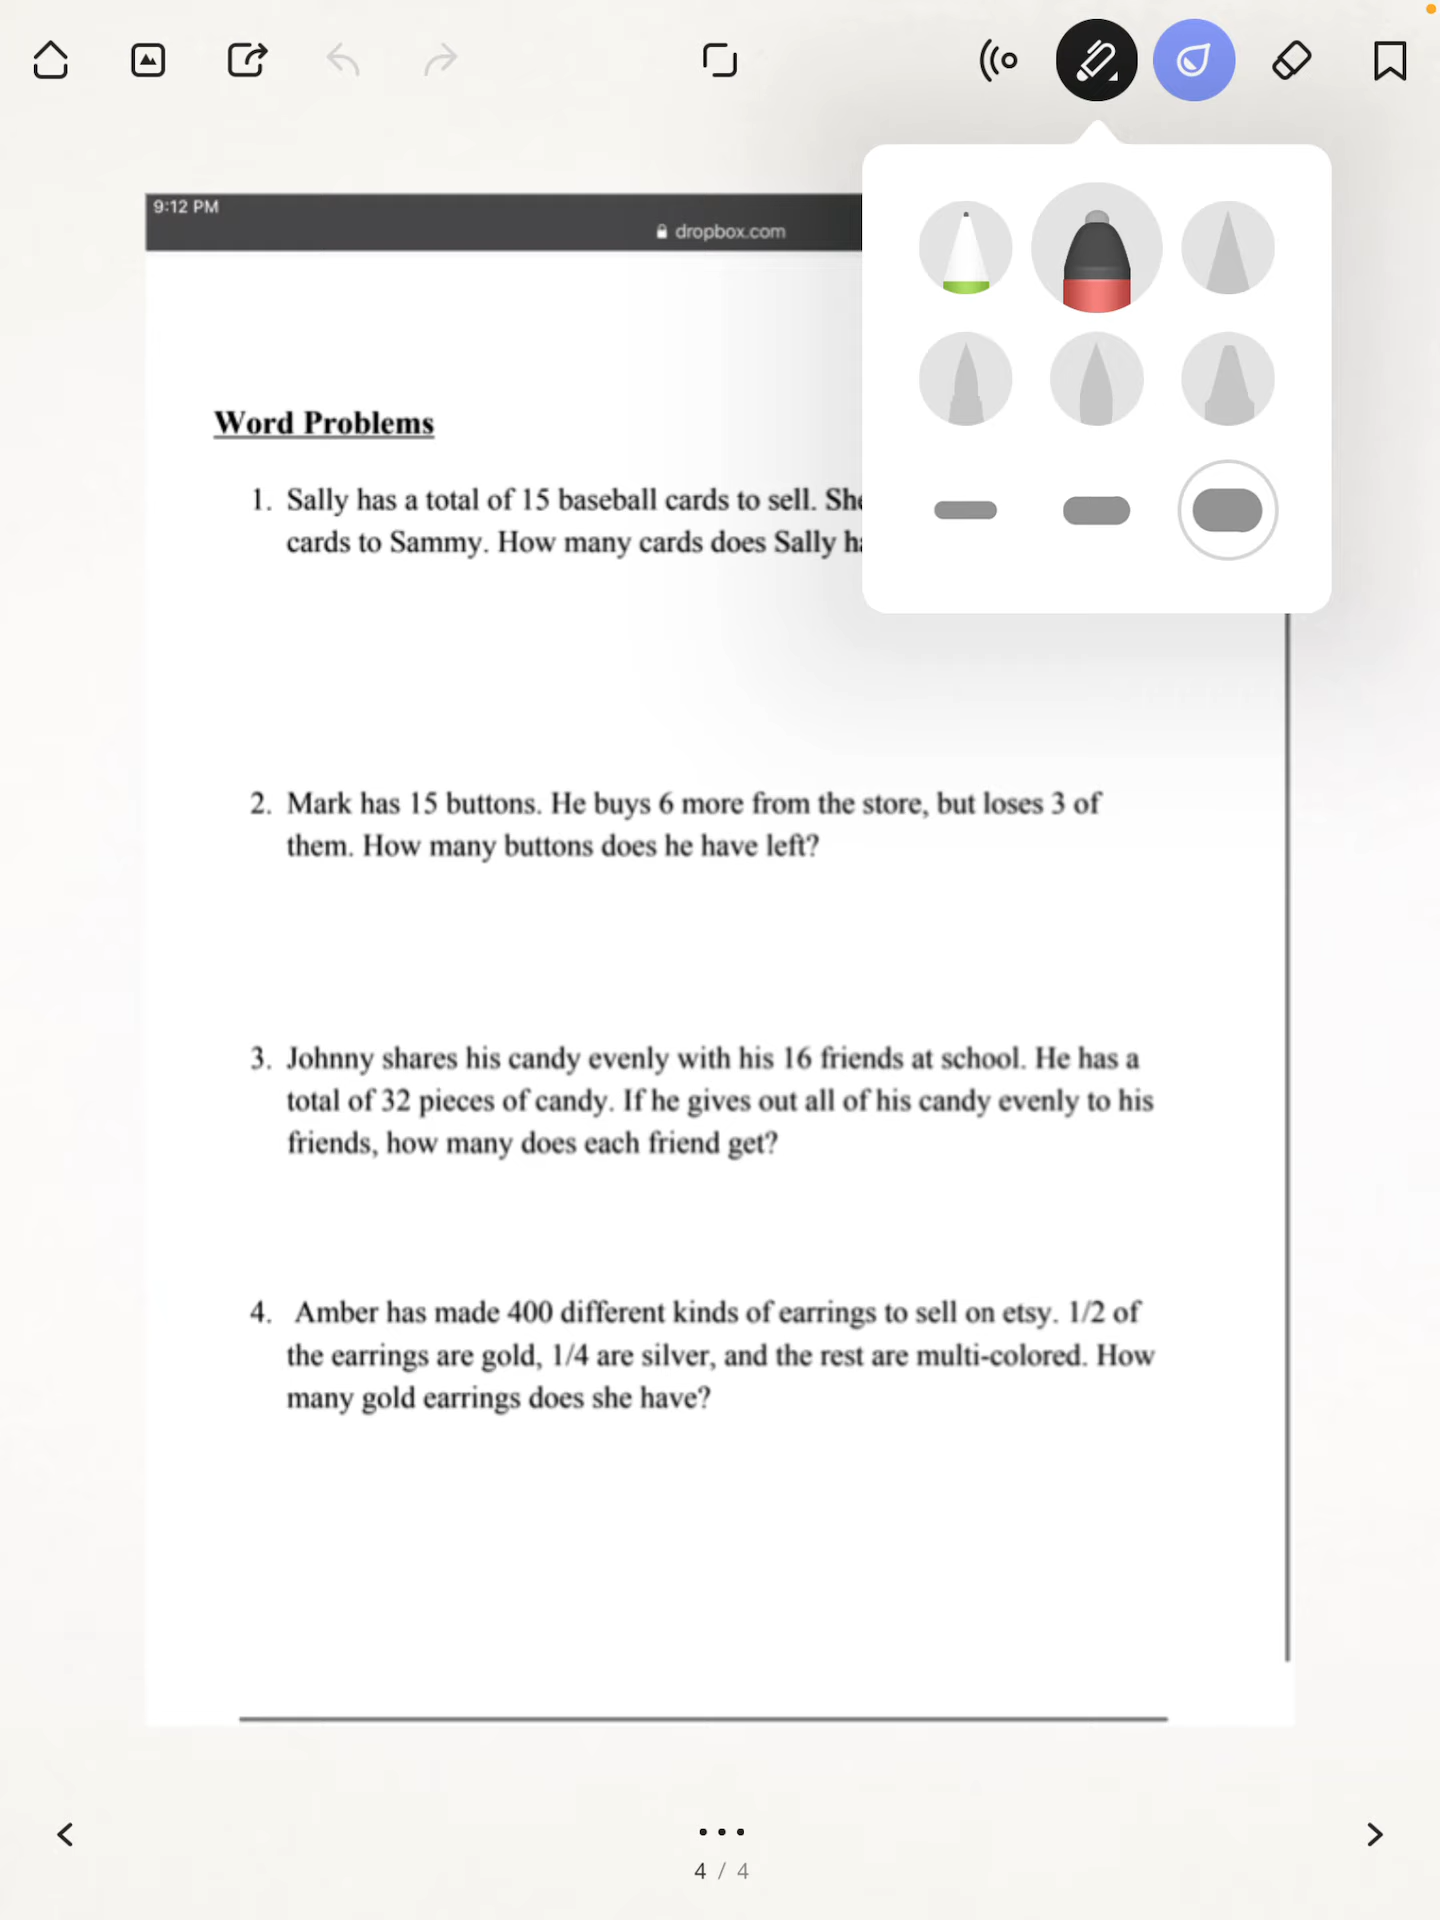 9:12 PM
dropbox.com
Word Problems
1. Sally has a total of 15 baseball cards to sell.
cards to Sammy. How many cards does Sally
2. Mark has 15 buttons. He buys 6 more from the store, but loses 3 of
them. How many buttons does he have left?
3. Johnny shares his candy evenly with his 16 friends at school. He has a
total of 32 pieces of candy. If he gives out all of his candy evenly to his
friends, how many does each friend get?
4. Amber has made 400 different kinds of earrings to sell on etsy. 1/2 of
the earrings are gold, 1/4 are silver, and the rest are multi-colored. How
many gold earrings does she have?
4 / 4